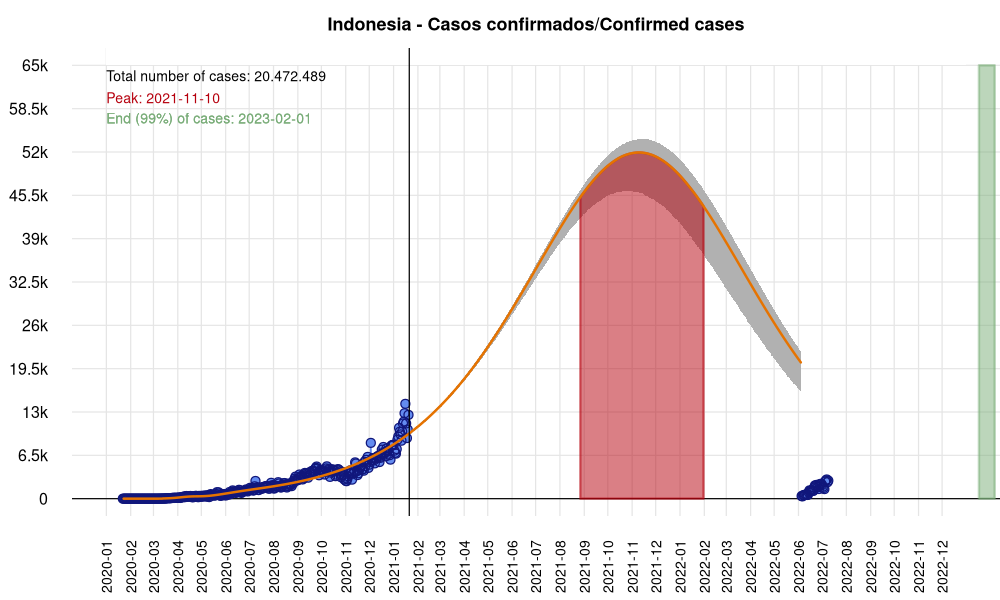 Indonesia - Casos confirmados/Confirmed cases
Total number of cases: 20.472.489
Peak: 2021-11-10
End (99%) of cases: 2023-02-01
65k
58.5k
52k
45.5k
39k
32.5k
26k
19.5k
13k
6.5k
0
2020-01
2020-02
2020-03
2020-04
2020-05
2020-06
2020-07
2020-08
2020-09
2020-10
2020-11
2020-12
2021-01
2021-02
2021-03
2021-04
2021-05
2021-06
2021-07
2021-08
2021-09
2021-10
2021-11
2021-12
2022-01
2022-02
2022-03
2022-04
2022-05
2022-06
2022-07
2022-08
2022-09
2022-10
2022-11
2022-12